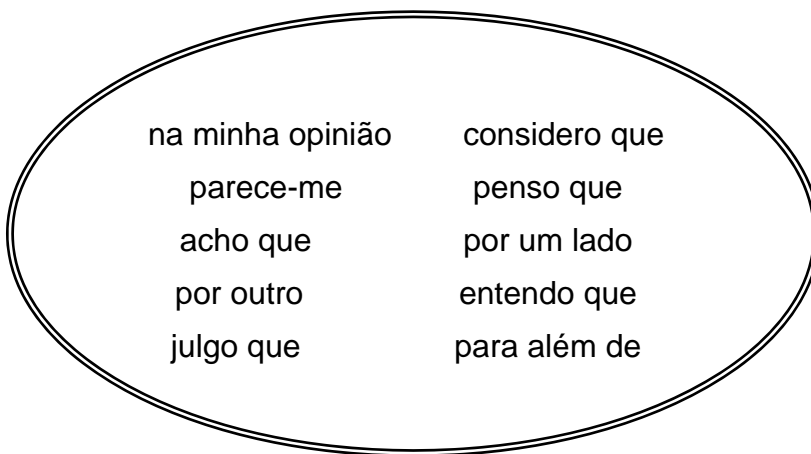 na minha opinião considero que
parece-me penso que
acho que por um lado
por outro entendo que
julgo que para além de